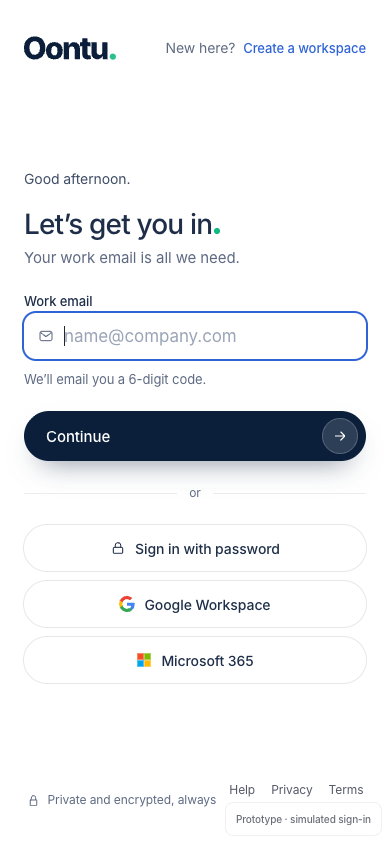 Oontu.
New here? Create a workspace
Good afternoon.
Let’s get you in.
Your work email is all we need.
Work email
name@company.com
We’ll email you a 6-digit code.
Continue
or
Sign in with password
Google Workspace
Microsoft 365
Help Privacy Terms
Private and encrypted, always
Prototype · simulated sign-in